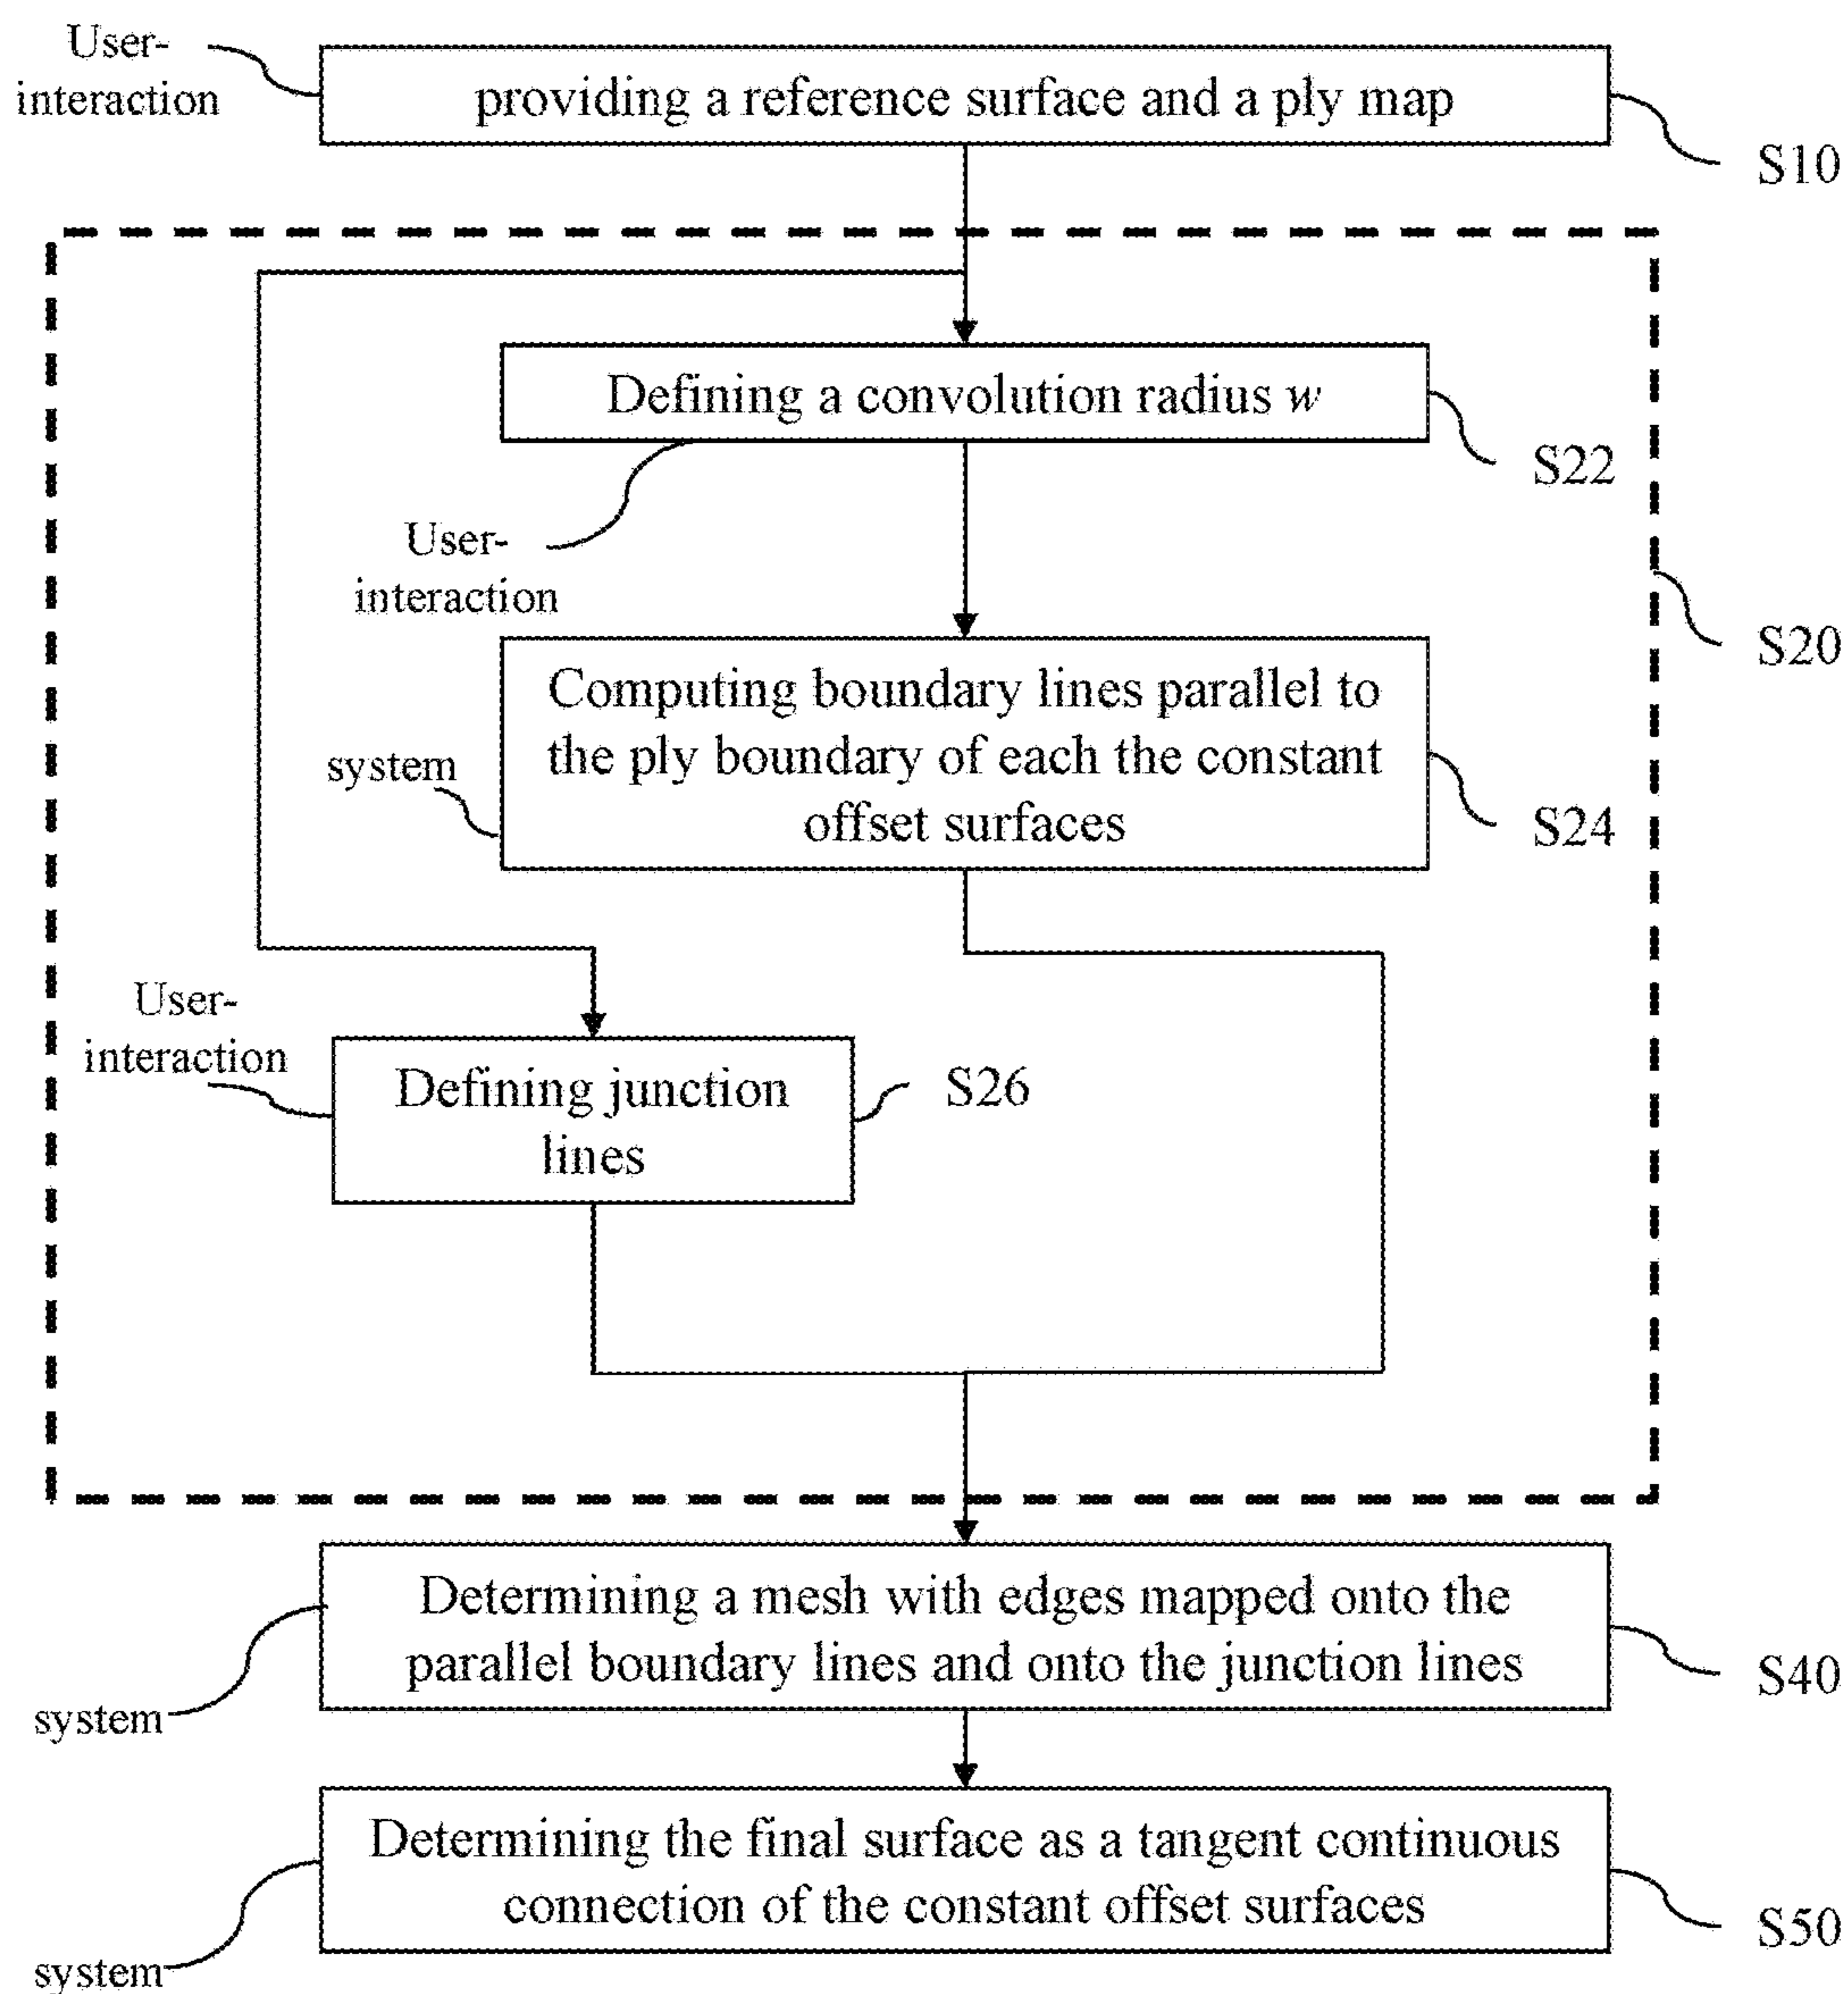 User-
interaction
providing a reference surface and a ply map
S10
Defining a convolution radius w
S22
User-
interaction
S20
Computing boundary lines parallel to
the ply boundary of each the constant
offset surfaces
system
S24
User-
interaction
Defining junction
lines
S26
Determining a mesh with edges mapped onto the
parallel boundary lines and onto the junction lines
S40
system
Determining the final surface as a tangent continuous
connection of the constant offset surfaces
S50
system